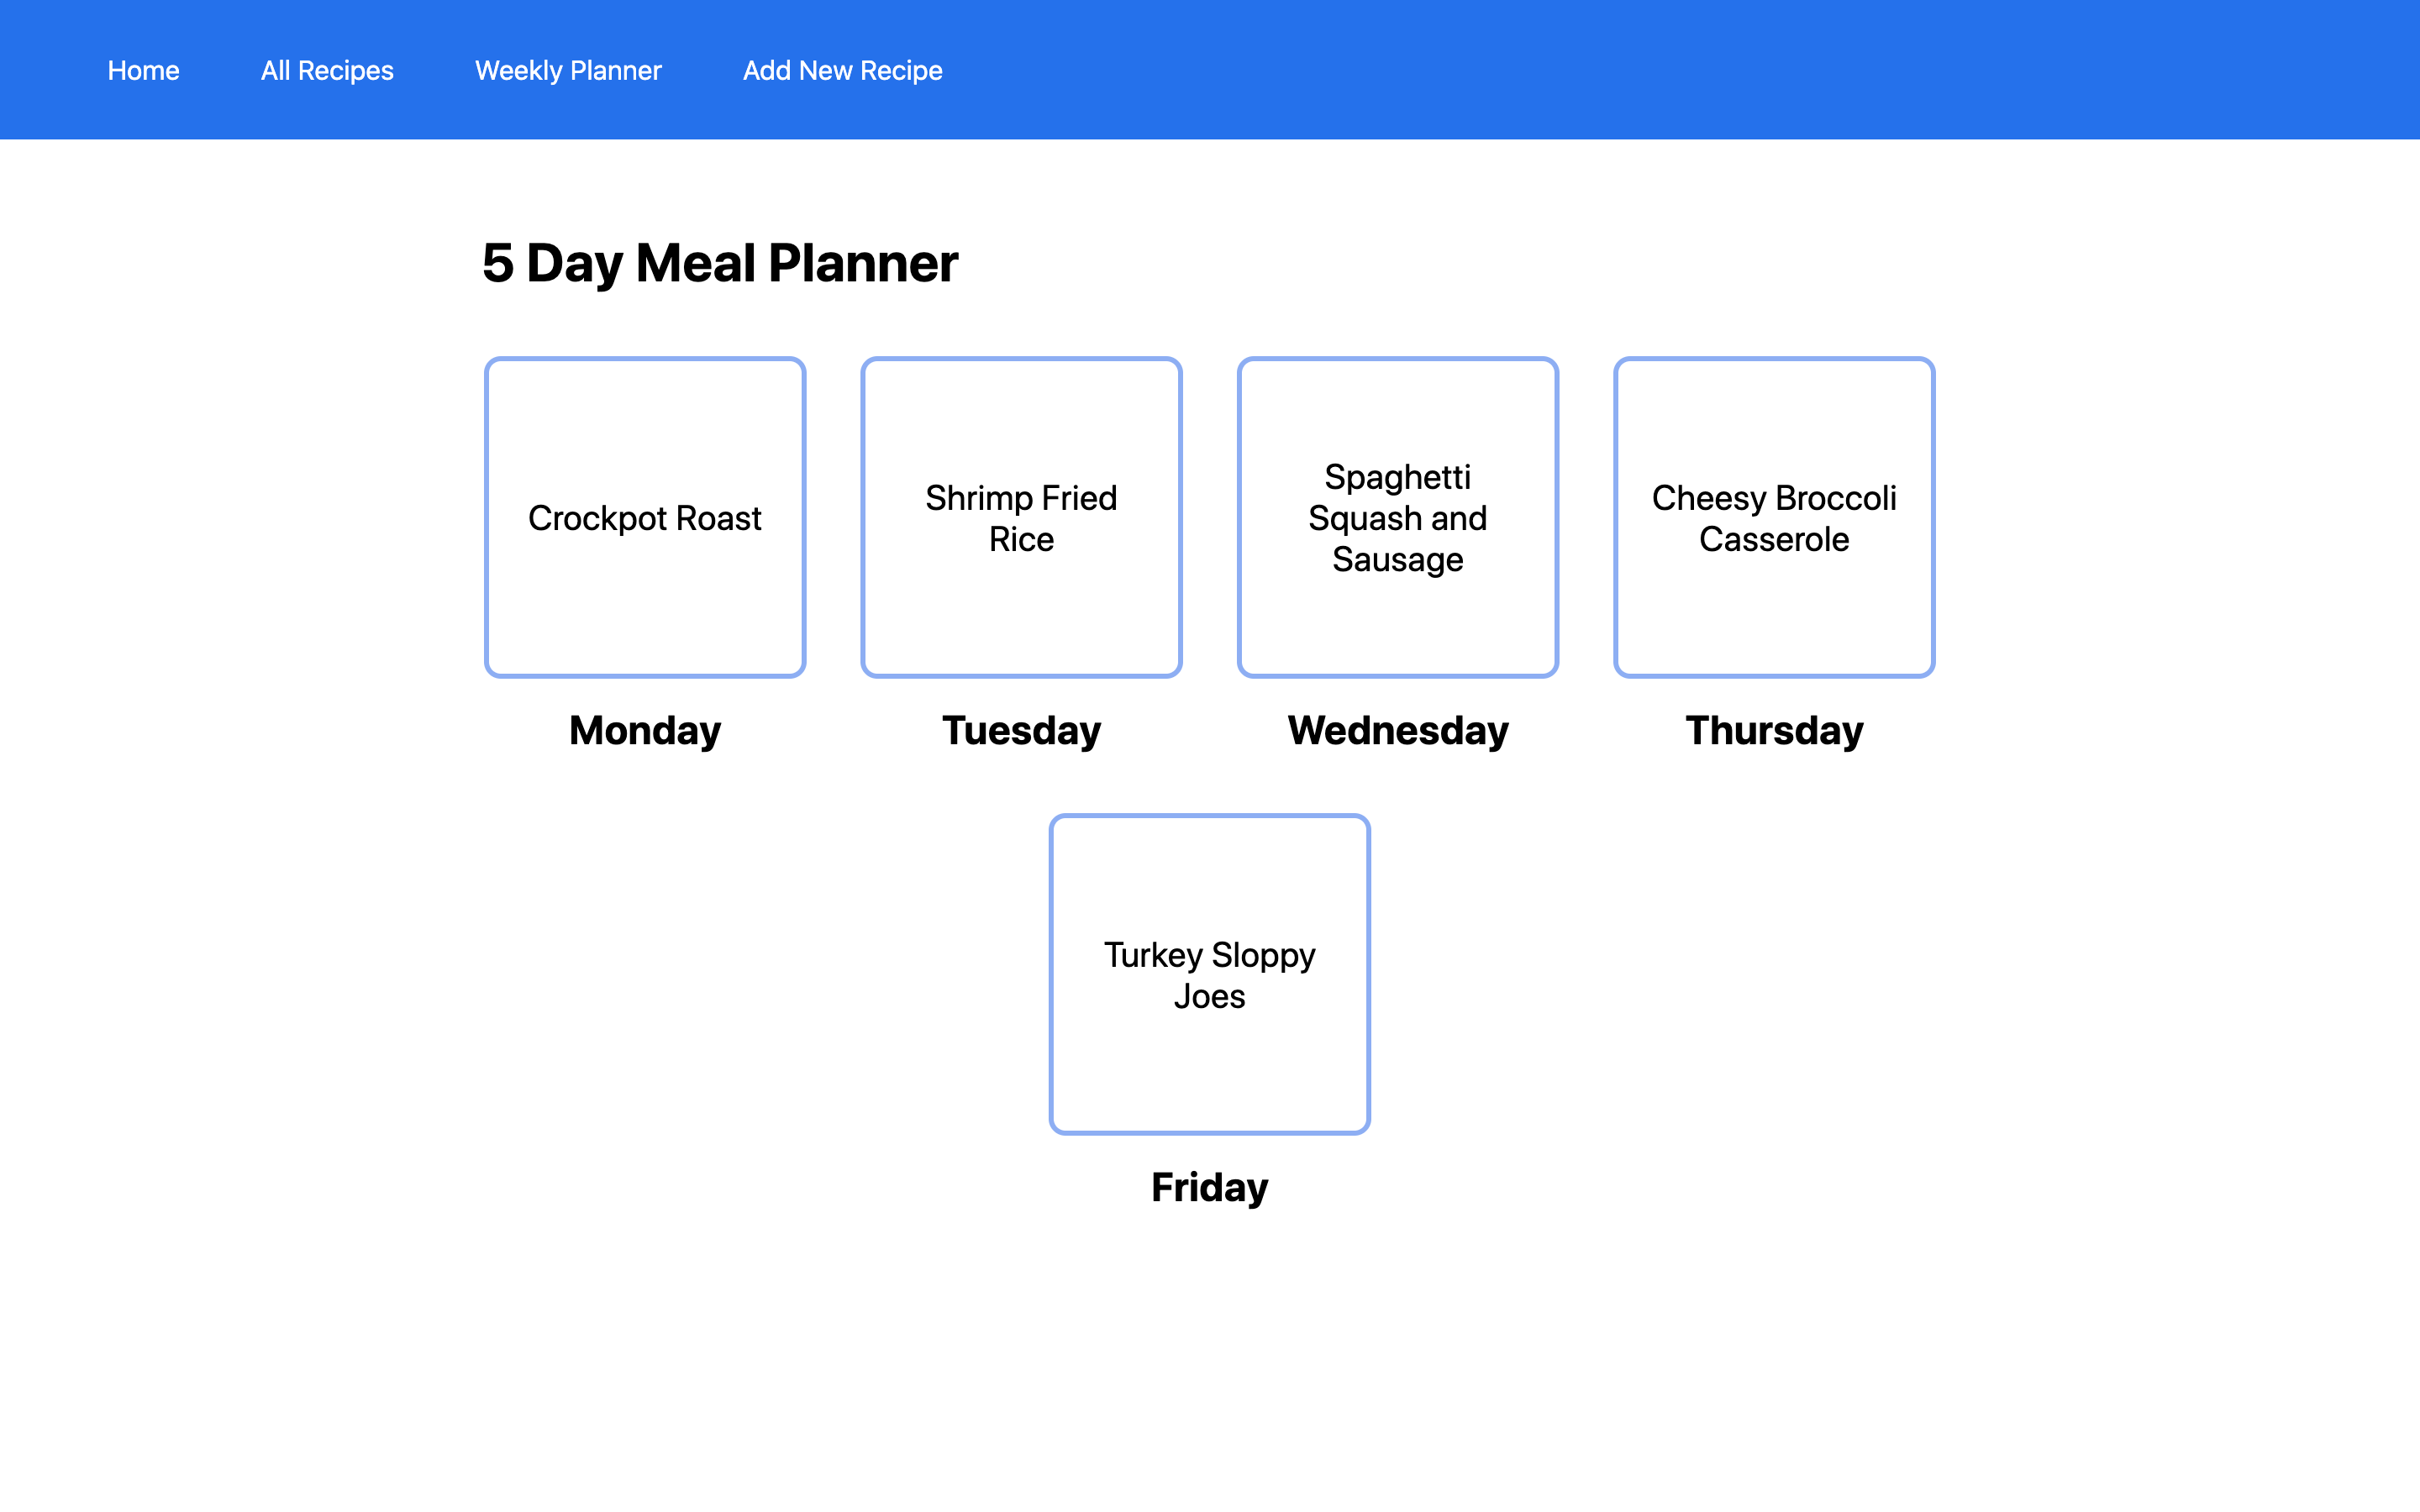 Home All Recipes Weekly Planner Add New Recipe
5 Day Meal Planner
Crockpot Roast
Monday
Shrimp Fried
Rice
Tuesday
Spaghetti
Squash and
Sausage
Wednesday
Cheesy Broccoli
Casserole
Thursday
Turkey Sloppy
Joes
Friday